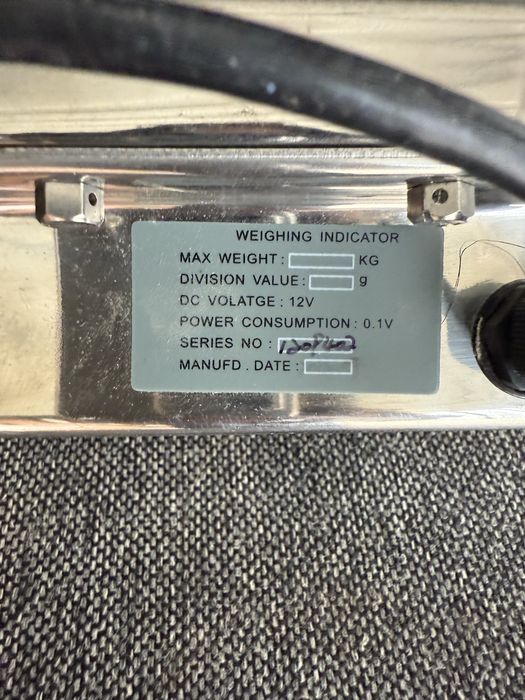 WEIGHING INDICATOR
MAX WEIGHT : KG
DIVISION VALUE : g
DC VOLATGE : 12V
POWER CONSUMPTION : 0.1V
SERIES NO :
MANUFD . DATE :